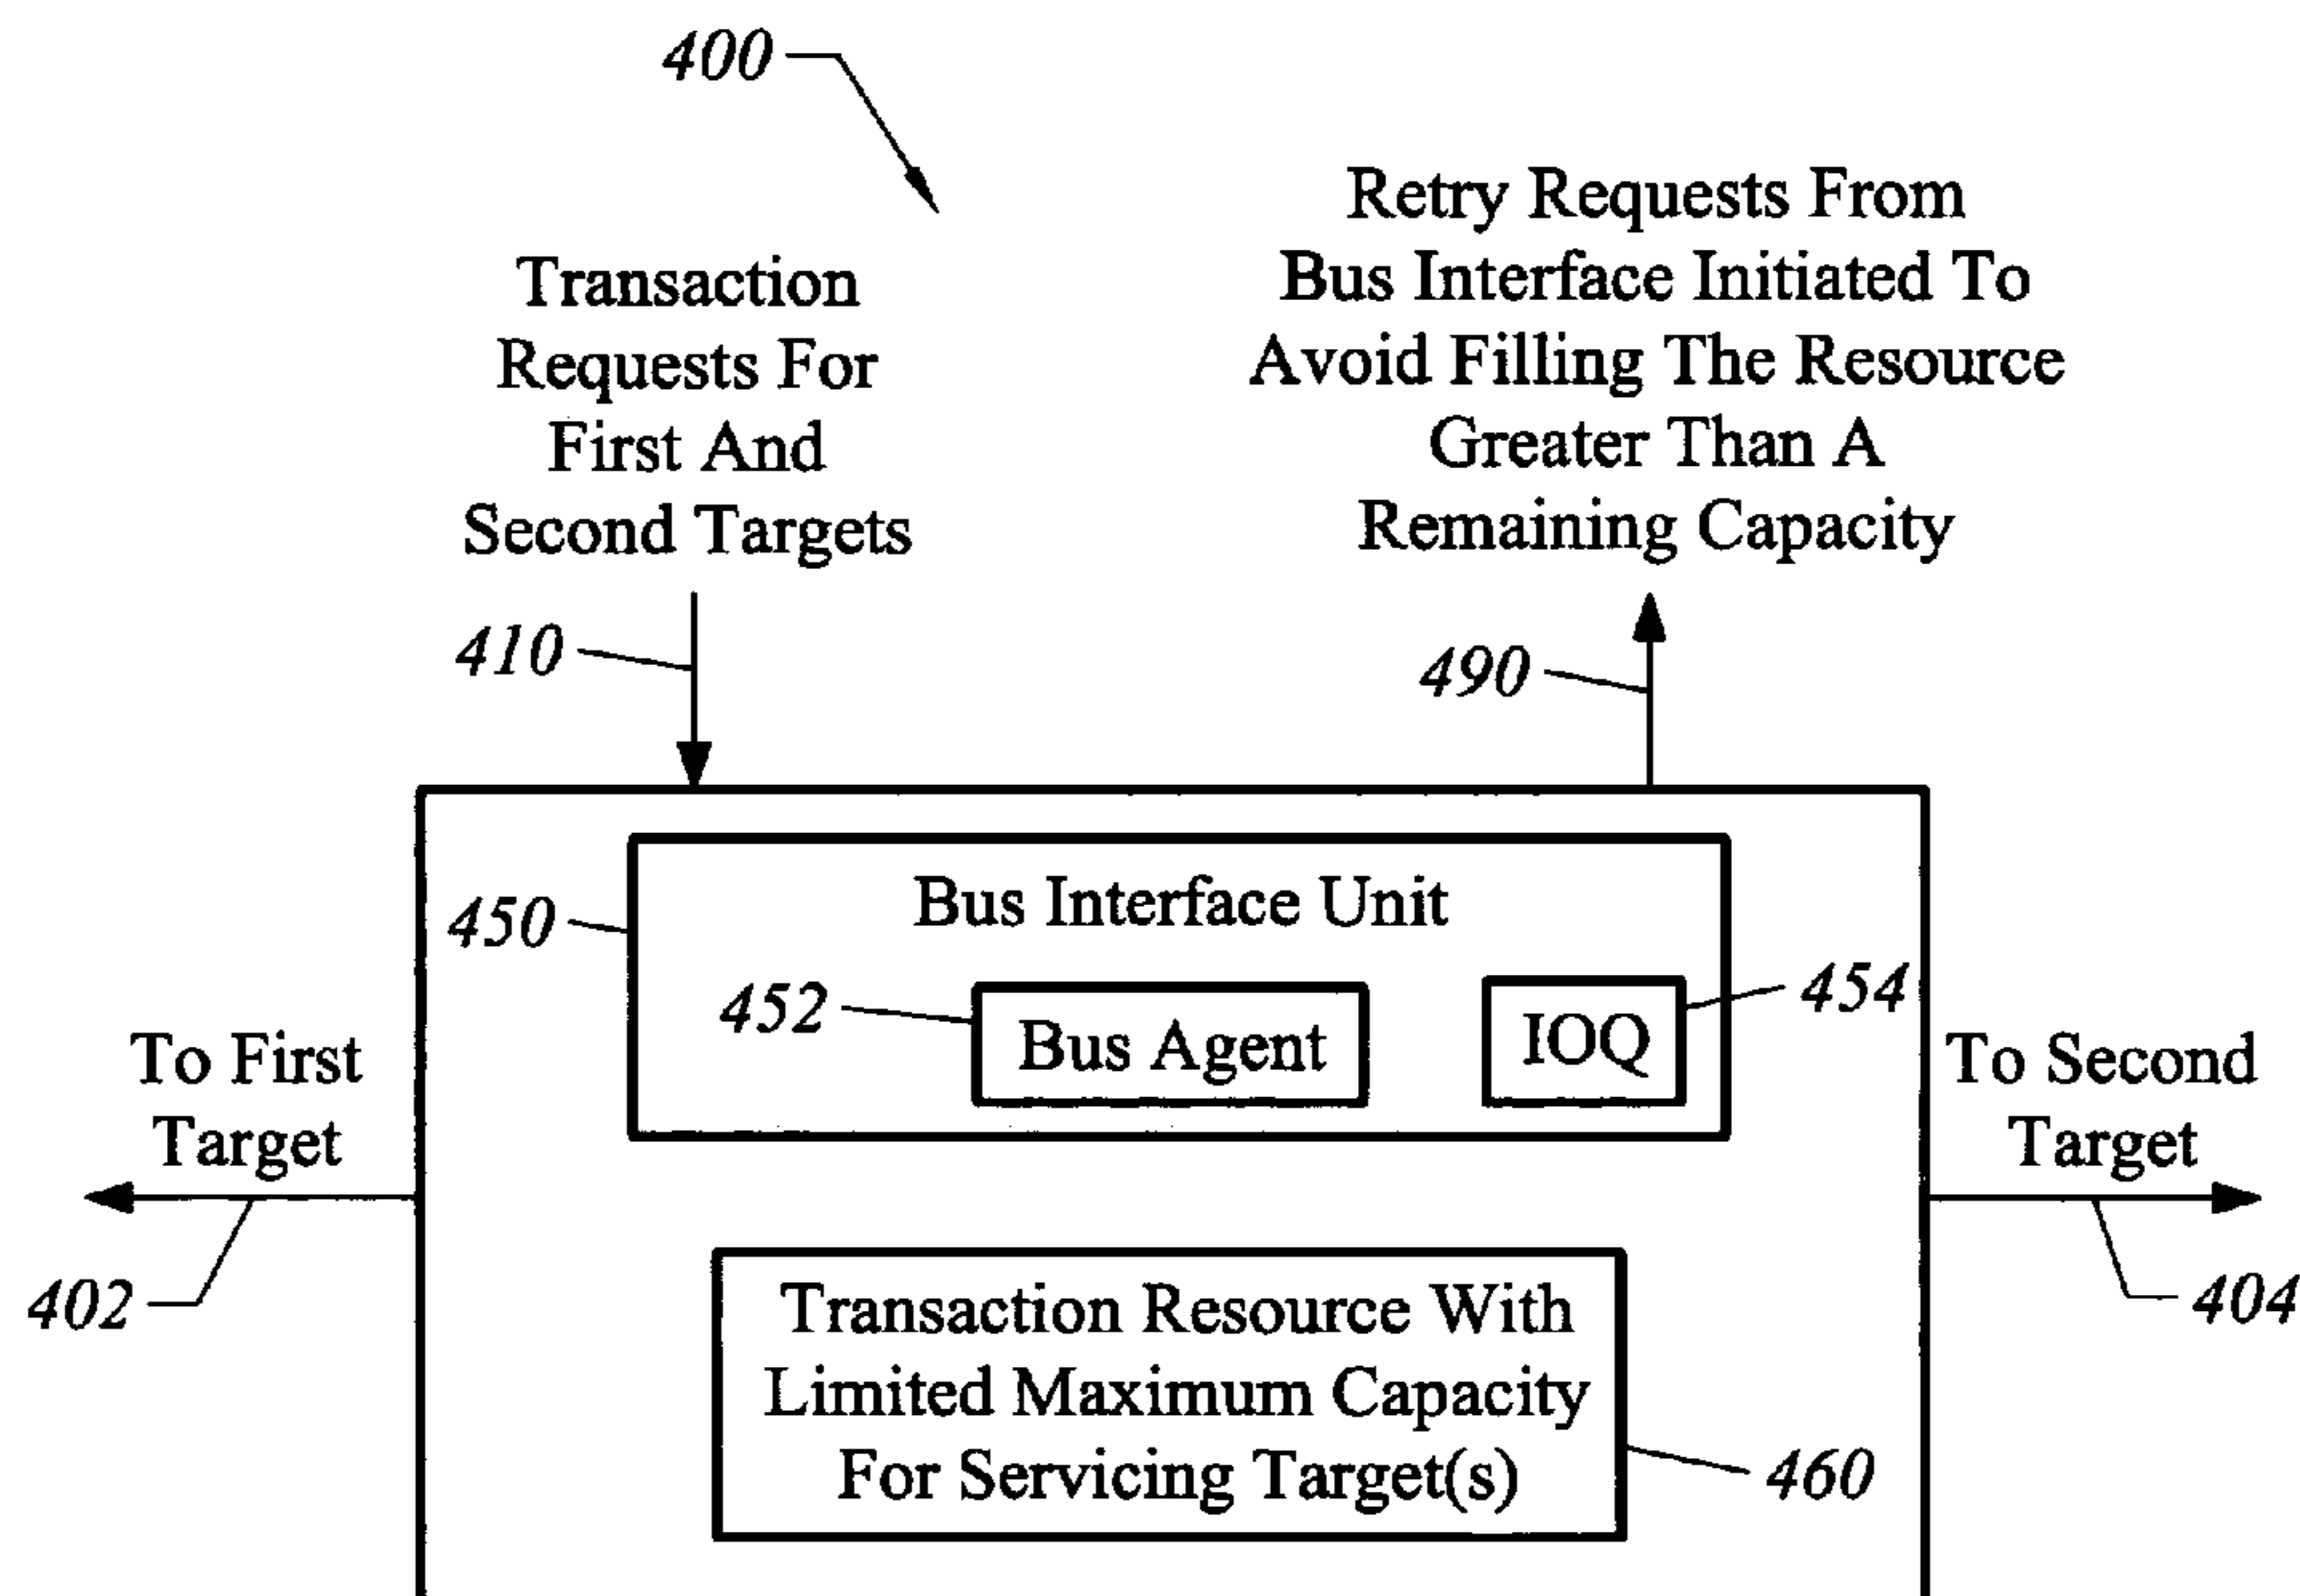 400
Transaction
Requests For
First And
Second Targets
Retry Requests From
Bus Interface Initiated To
Avoid Filling The Resource
Greater Than A
Remaining Capacity
410
490
Bus Interface Unit
450
452
Bus Agent
IOQ
454
To First
Target
402
To Second
Target
404
Transaction Resource With
Limited Maximum Capacity
For Servicing Target(s)
460